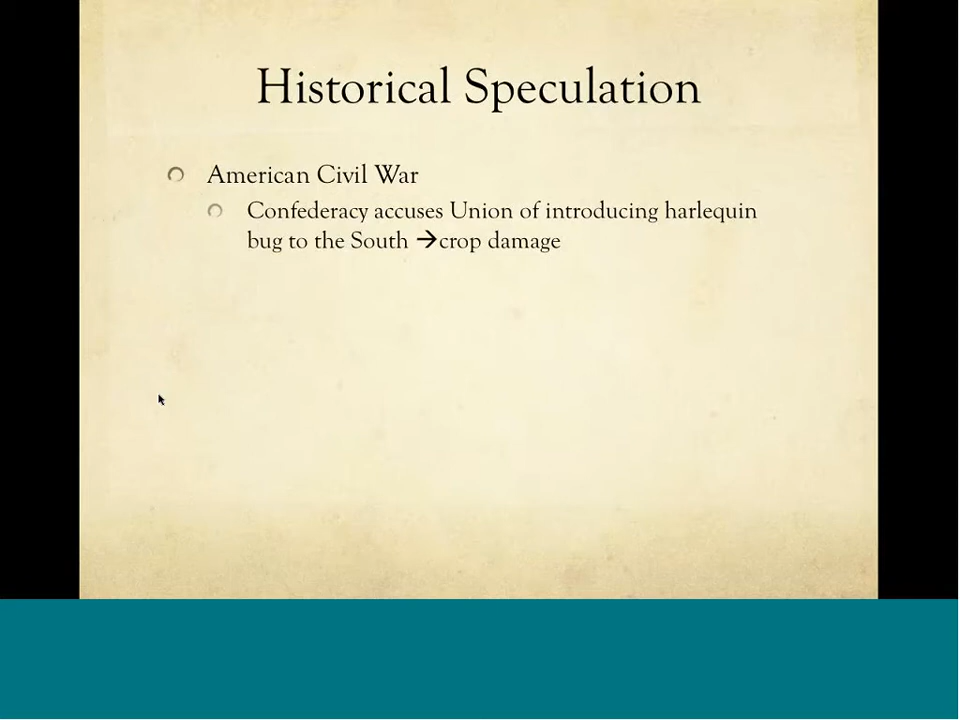 Historical Speculation
American Civil War
Confederacy accuses Union of introducing harlequin
bug to the South →crop damage